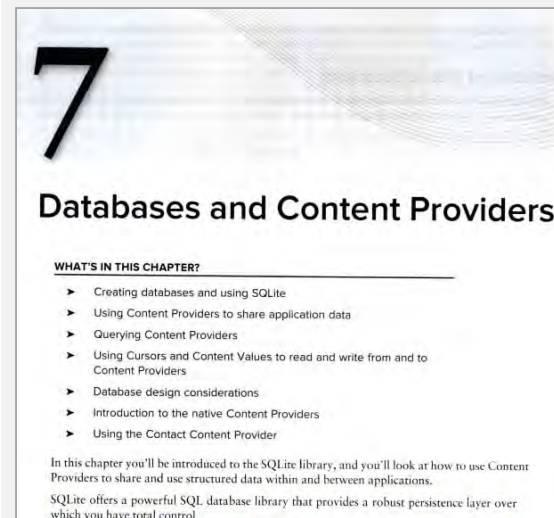 7
Databases and Content Providers
WHAT'S IN THIS CHAPTER?
➤ Creating databases and using SQLite
➤ Using Content Providers to share application data
➤ Querying Content Providers
➤ Using Cursors and Content Values to read and write from and to
Content Providers
➤ Database design considerations
➤ Introduction to the native Content Providers
➤ Using the Contact Content Provider
In this chapter you'll be introduced to the SQLite library, and you'll look at how to use Content
Providers to share and use structured data within and between applications.
SQLite offers a powerful SQL database library that provides a robust persistence layer over
which you have total control.